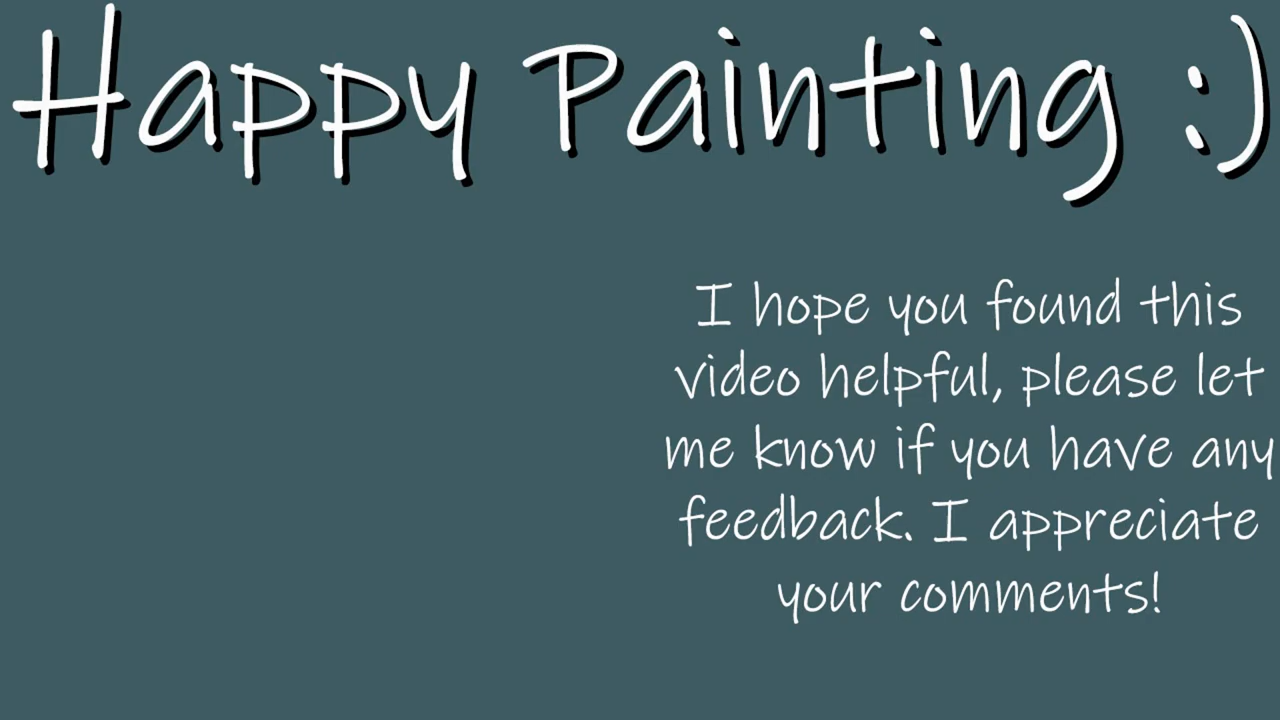 Happy Painting :)
I hope you found this
video helpful, please let
me know if you have any
feedback. I appreciate
your comments!